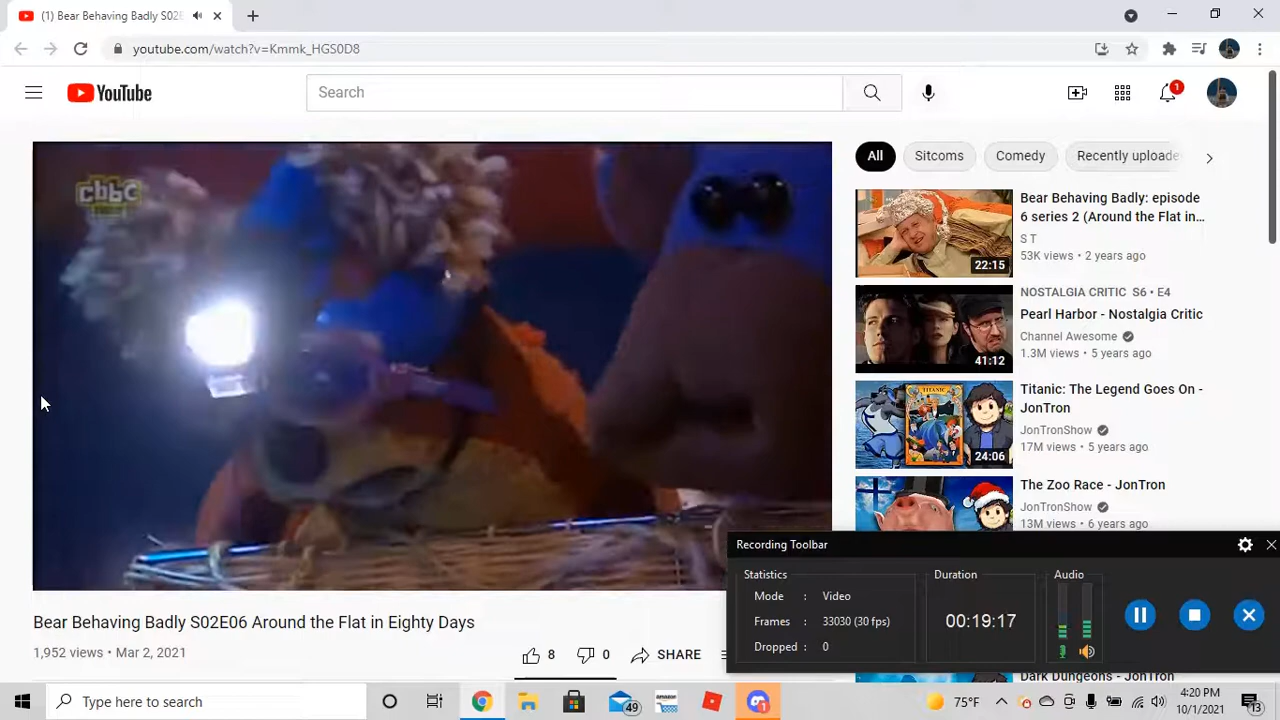 (1) Bear Behaving Badly S02E
youtube.com/watch?v=Kmmk_HGS0D8
YouTube
Search
1
All
Sitcoms
Comedy
Recently uploade
cbbc
Bear Behaving Badly: episode
6 series 2 (Around the Flat in…
S T
53K views • 2 years ago
22:15
NOSTALGIA CRITIC S6 • E4
Pearl Harbor - Nostalgia Critic
Channel Awesome
1.3M views • 5 years ago
41:12
Titanic: The Legend Goes On -
JonTron
JonTronShow
17M views • 5 years ago
TITANIC
24:06
The Zoo Race - JonTron
JonTronShow
13M views • 6 years ago
Recording Toolbar
Statistics
Duration
Audio
Mode : Video
Frames : 33030 (30 fps)
Dropped : 0
00:19:17
Bear Behaving Badly S02E06 Around the Flat in Eighty Days
1,952 views • Mar 2, 2021
8
0
SHARE
Dark Dungeons - JonTron
Type here to search
49
amazon
1
75°F
4:20 PM
10/1/2021
13